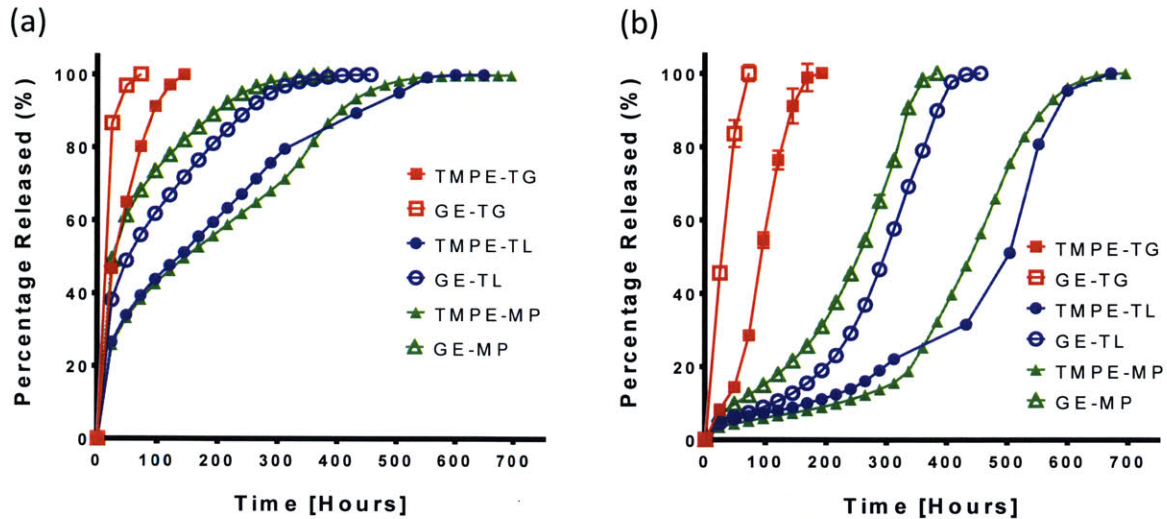 (a)
Percentage Released (%)
100
80
60
40
20
0
0 100 200 300 400 500 600 700
Time [Hours]
TMPE-TG
GE-TG
TMPE-TL
GE-TL
TMPE-MP
GE-MP
(b)
Percentage Released (%)
100
80
60
40
20
0
0 100 200 300 400 500 600 700
Time [Hours]
TMPE-TG
GE-TG
TMPE-TL
GE-TL
TMPE-MP
GE-MP